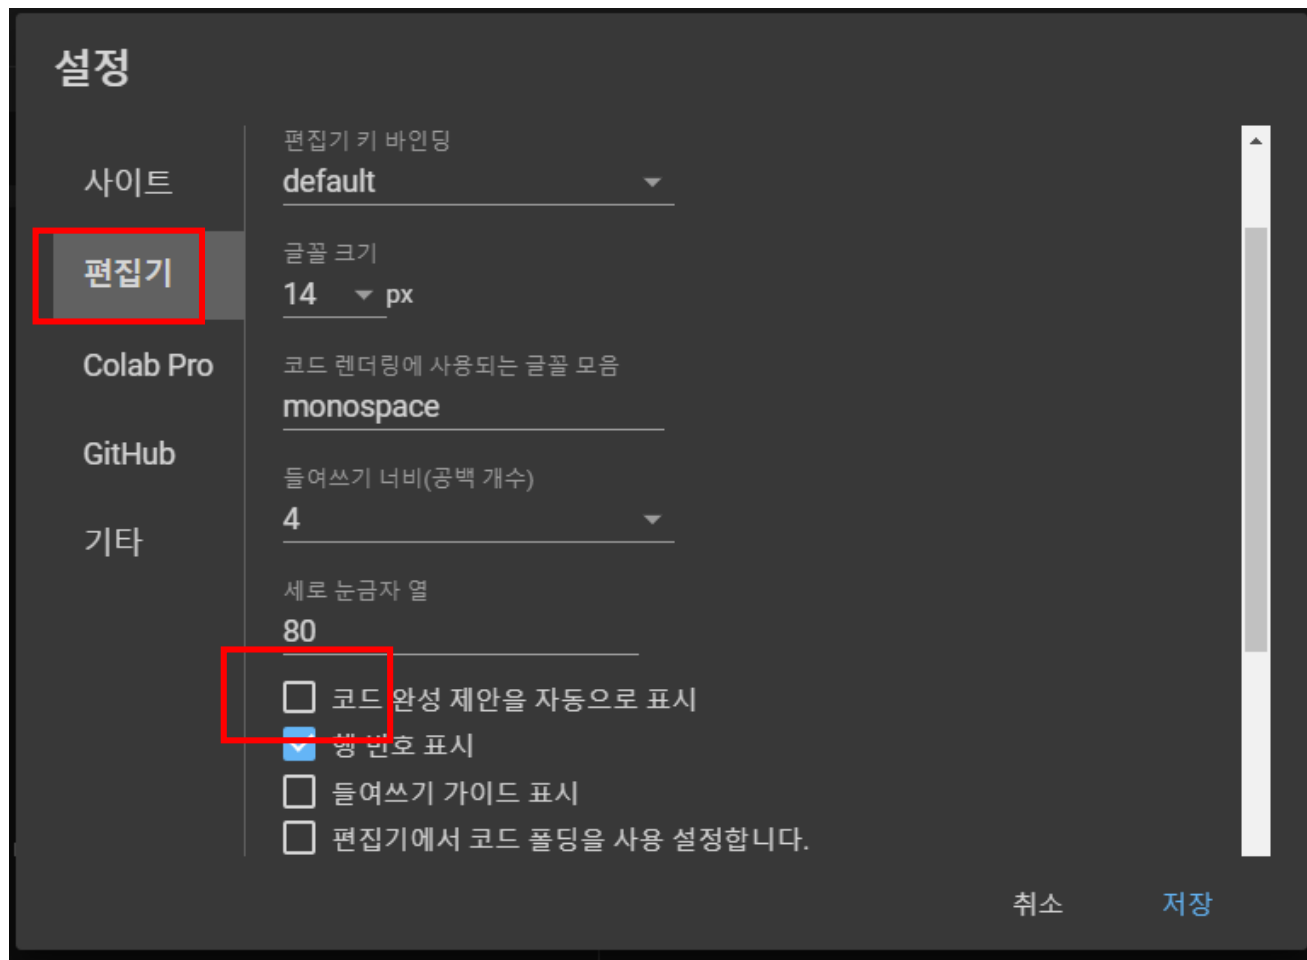 설정
사이트
편집기
Colab Pro
GitHub
기타
편집기 키 바인딩
default
글꼴 크기
14 px
코드 렌더링에 사용되는 글꼴 모음
monospace
들여쓰기 너비(공백 개수)
4
세로 눈금자 열
80
코드 완성 제안을 자동으로 표시
행 번호 표시
들여쓰기 가이드 표시
편집기에서 코드 폴딩을 사용 설정합니다.
취소 저장